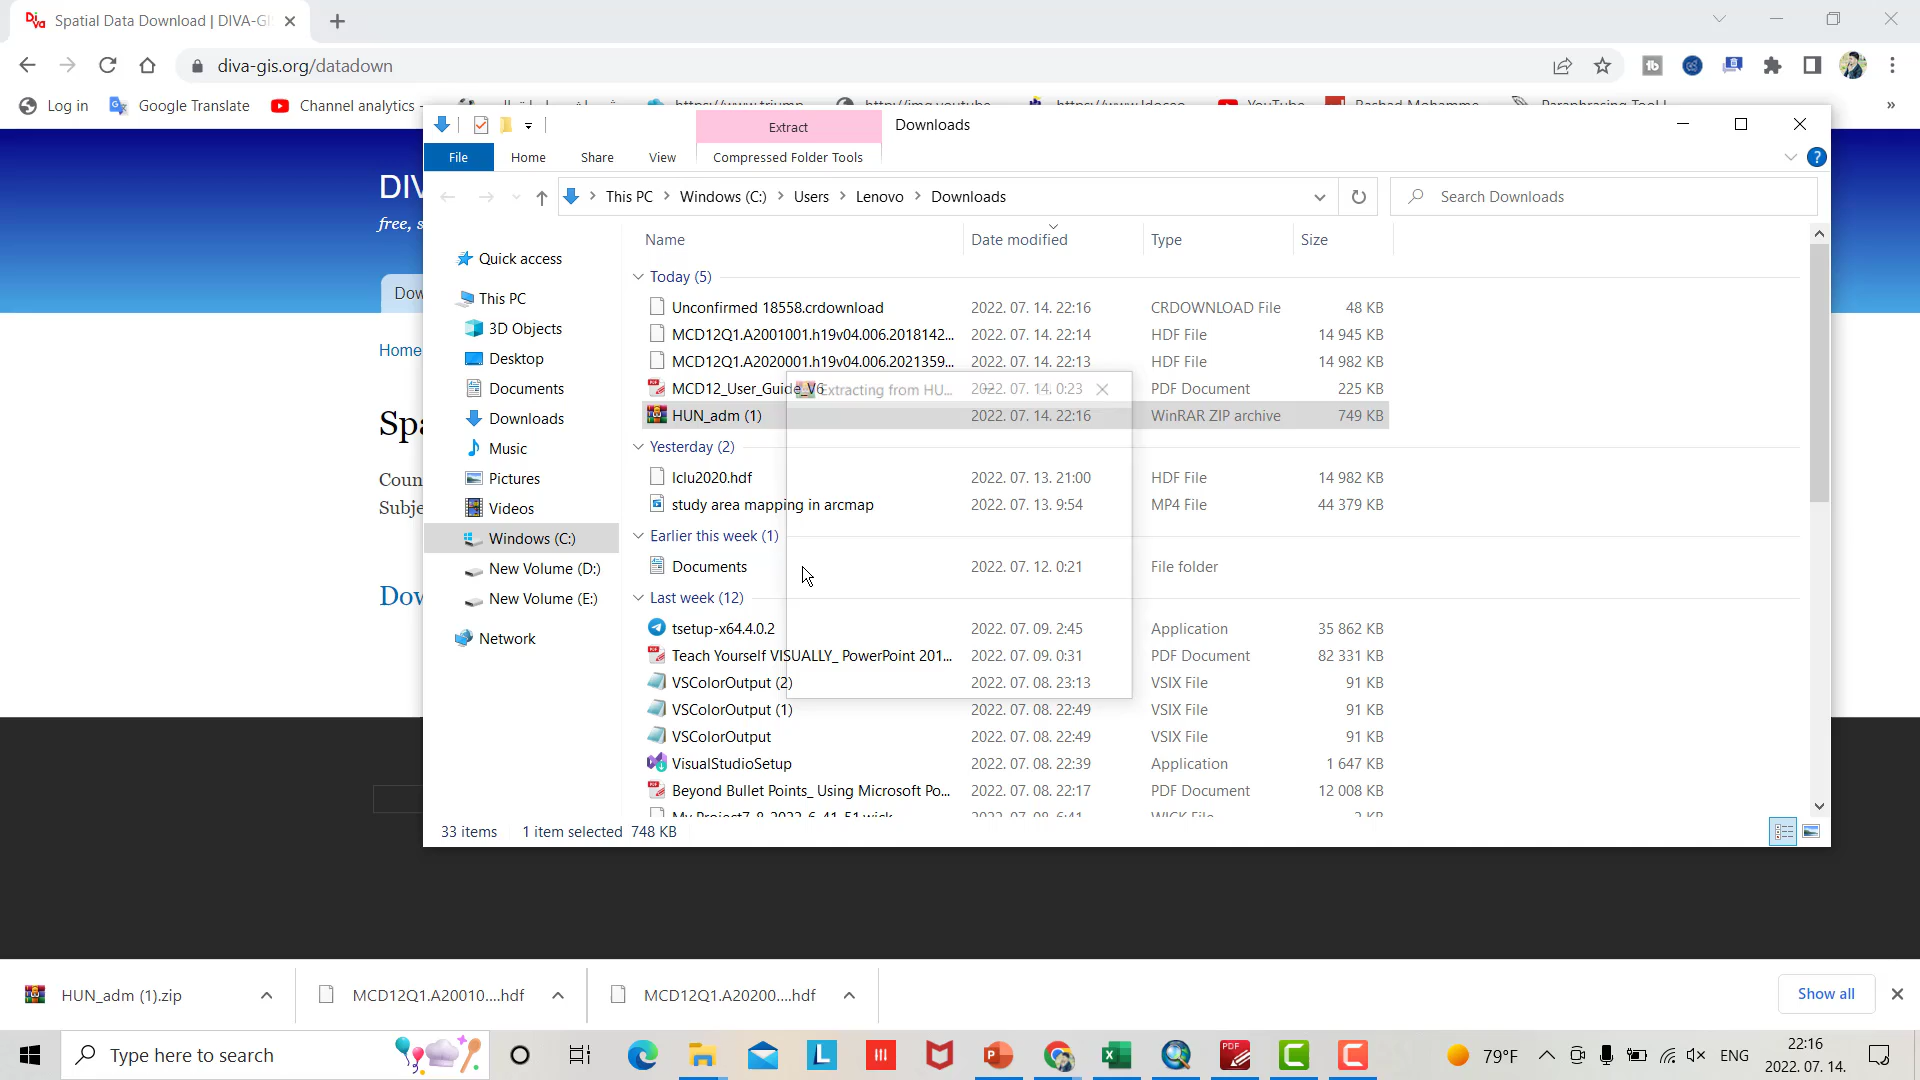 Spatial Data Download | DIVA-GI
diva-gis.org/datadown
Log in
Google Translate
Channel analytics -
YouTube
Downloads
Extract
File
Home
Share
View
Compressed Folder Tools
This PC
Windows (C:)
Users
Lenovo
Downloads
Search Downloads
DIV
free, s
Dow
Home
Spa
Coun
Subje
Dow
Quick access
This PC
3D Objects
Desktop
Documents
Downloads
Music
Pictures
Videos
Windows (C:)
New Volume (D:)
New Volume (E:)
Network
Name Date modified Type Size
Today (5)
Unconfirmed 18558.crdownload 2022. 07. 14. 22:16 CRDOWNLOAD File 48 KB
MCD12Q1.A2001001.h19v04.006.2018142... 2022. 07. 14. 22:14 HDF File 14 945 KB
MCD12Q1.A2020001.h19v04.006.2021359... 2022. 07. 14. 22:13 HDF File 14 982 KB
MCD12_User_Guide_V6 2022. 07. 14. 0:23 PDF Document 225 KB
Extracting from HU...
HUN_adm (1) 2022. 07. 14. 22:16 WinRAR ZIP archive 749 KB
Yesterday (2)
lclu2020.hdf 2022. 07. 13. 21:00 HDF File 14 982 KB
study area mapping in arcmap 2022. 07. 13. 9:54 MP4 File 44 379 KB
Earlier this week (1)
Documents 2022. 07. 12. 0:21 File folder
Last week (12)
tsetup-x64.4.0.2 2022. 07. 09. 2:45 Application 35 862 KB
Teach Yourself VISUALLY_ PowerPoint 201... 2022. 07. 09. 0:31 PDF Document 82 331 KB
VSColorOutput (2) 2022. 07. 08. 23:13 VSIX File 91 KB
VSColorOutput (1) 2022. 07. 08. 22:49 VSIX File 91 KB
VSColorOutput 2022. 07. 08. 22:49 VSIX File 91 KB
VisualStudioSetup 2022. 07. 08. 22:39 Application 1 647 KB
Beyond Bullet Points_ Using Microsoft Po... 2022. 07. 08. 22:17 PDF Document 12 008 KB
33 items 1 item selected 748 KB
HUN_adm (1).zip
MCD12Q1.A20010....hdf
MCD12Q1.A20200....hdf
Show all
Type here to search
79°F
ENG
22:16
2022. 07. 14.